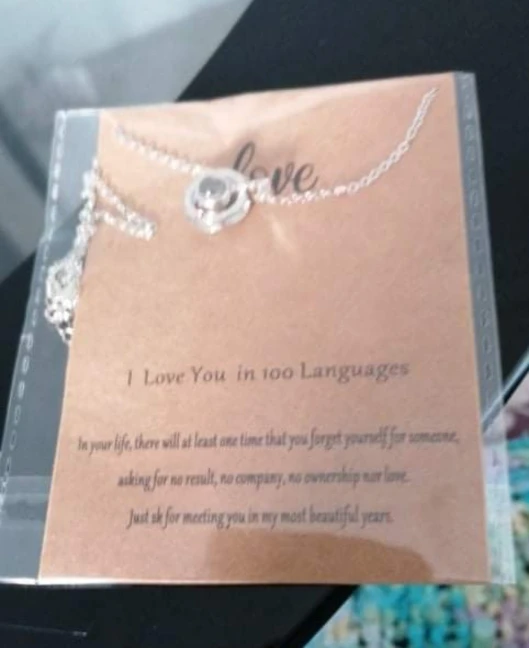 love
I Love You in 100 Languages
In your life, there will at least one time that you forget yourself for someone,
asking for no result, no company, no ownership nor love.
Just sk for meeting you in my most beautiful years.